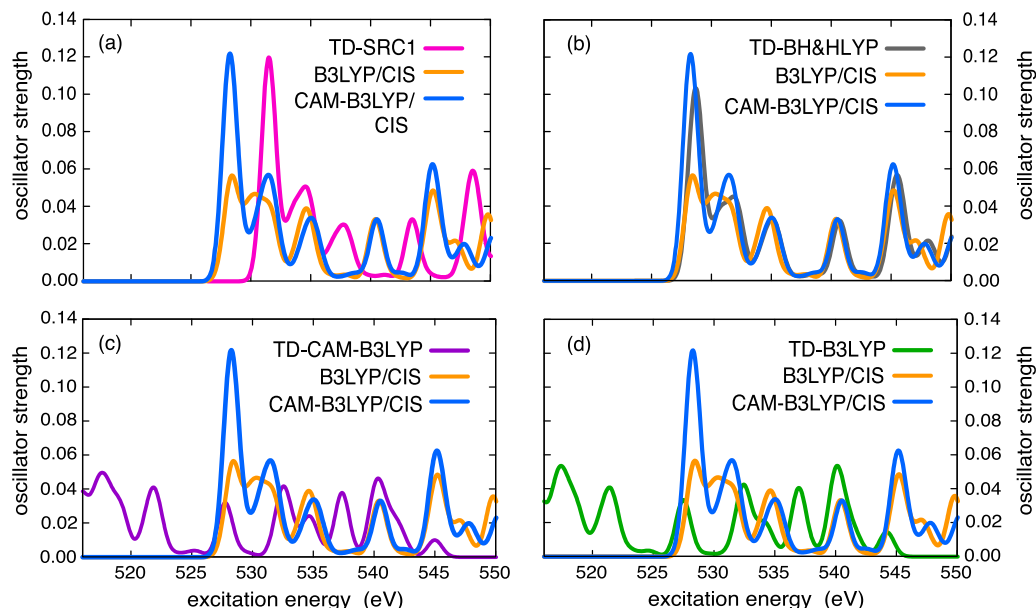 (a)
TD-SRC1
B3LYP/CIS
CAM-B3LYP/
CIS
oscillator strength
0.14
0.12
0.10
0.08
0.06
0.04
0.02
0.00
(b)
TD-BH&HLYP
B3LYP/CIS
CAM-B3LYP/CIS
0.14
0.12
0.10
0.08
0.06
0.04
0.02
0.00
oscillator strength
(c)
TD-CAM-B3LYP
B3LYP/CIS
CAM-B3LYP/CIS
oscillator strength
0.14
0.12
0.10
0.08
0.06
0.04
0.02
0.00
520 525 530 535 540 545 550
excitation energy (eV)
(d)
TD-B3LYP
B3LYP/CIS
CAM-B3LYP/CIS
0.14
0.12
0.10
0.08
0.06
0.04
0.02
0.00
oscillator strength
520 525 530 535 540 545 550
excitation energy (eV)